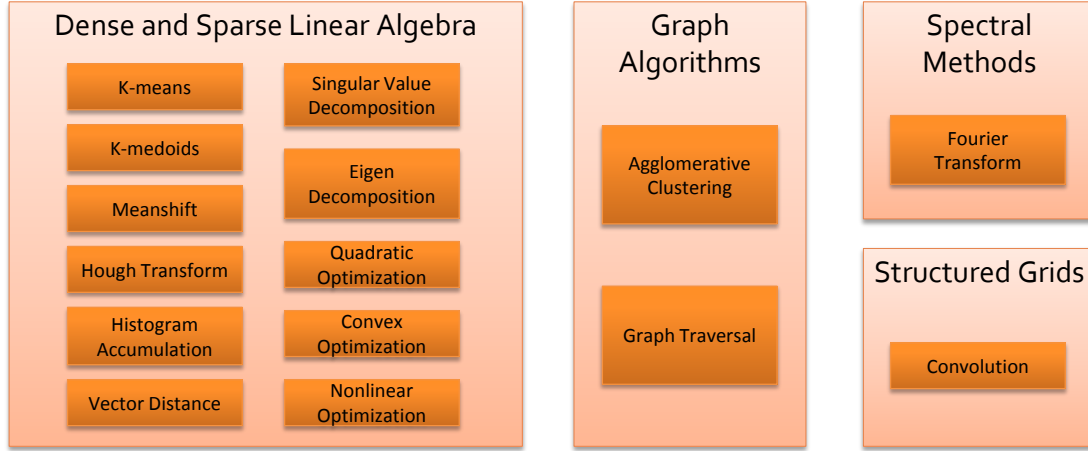 Dense and Sparse Linear Algebra
K-means
K-medoids
Meanshift
Hough Transform
Histogram
Accumulation
Vector Distance
Singular Value
Decomposition
Eigen
Decomposition
Quadratic
Optimization
Convex
Optimization
Nonlinear
Optimization
Graph
Algorithms
Agglomerative
Clustering
Graph Traversal
Spectral
Methods
Fourier
Transform
Structured Grids
Convolution